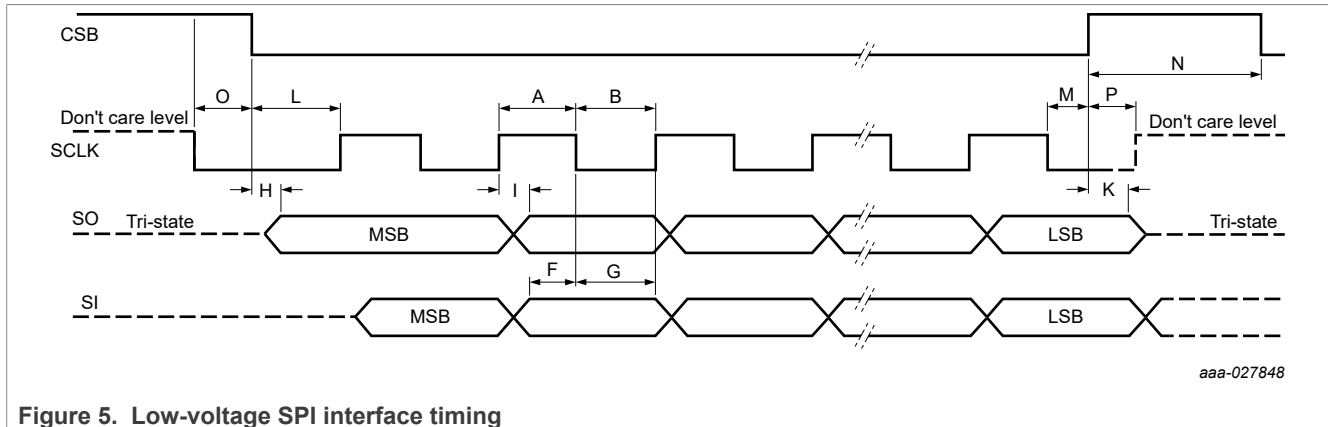 CSB
N
O
L
A
B
M
P
Don't care level
Don't care level
SCLK
H
I
K
SO
Tri-state
MSB
LSB
Tri-state
F
G
SI
MSB
LSB
aaa-027848
Figure 5. Low-voltage SPI interface timing